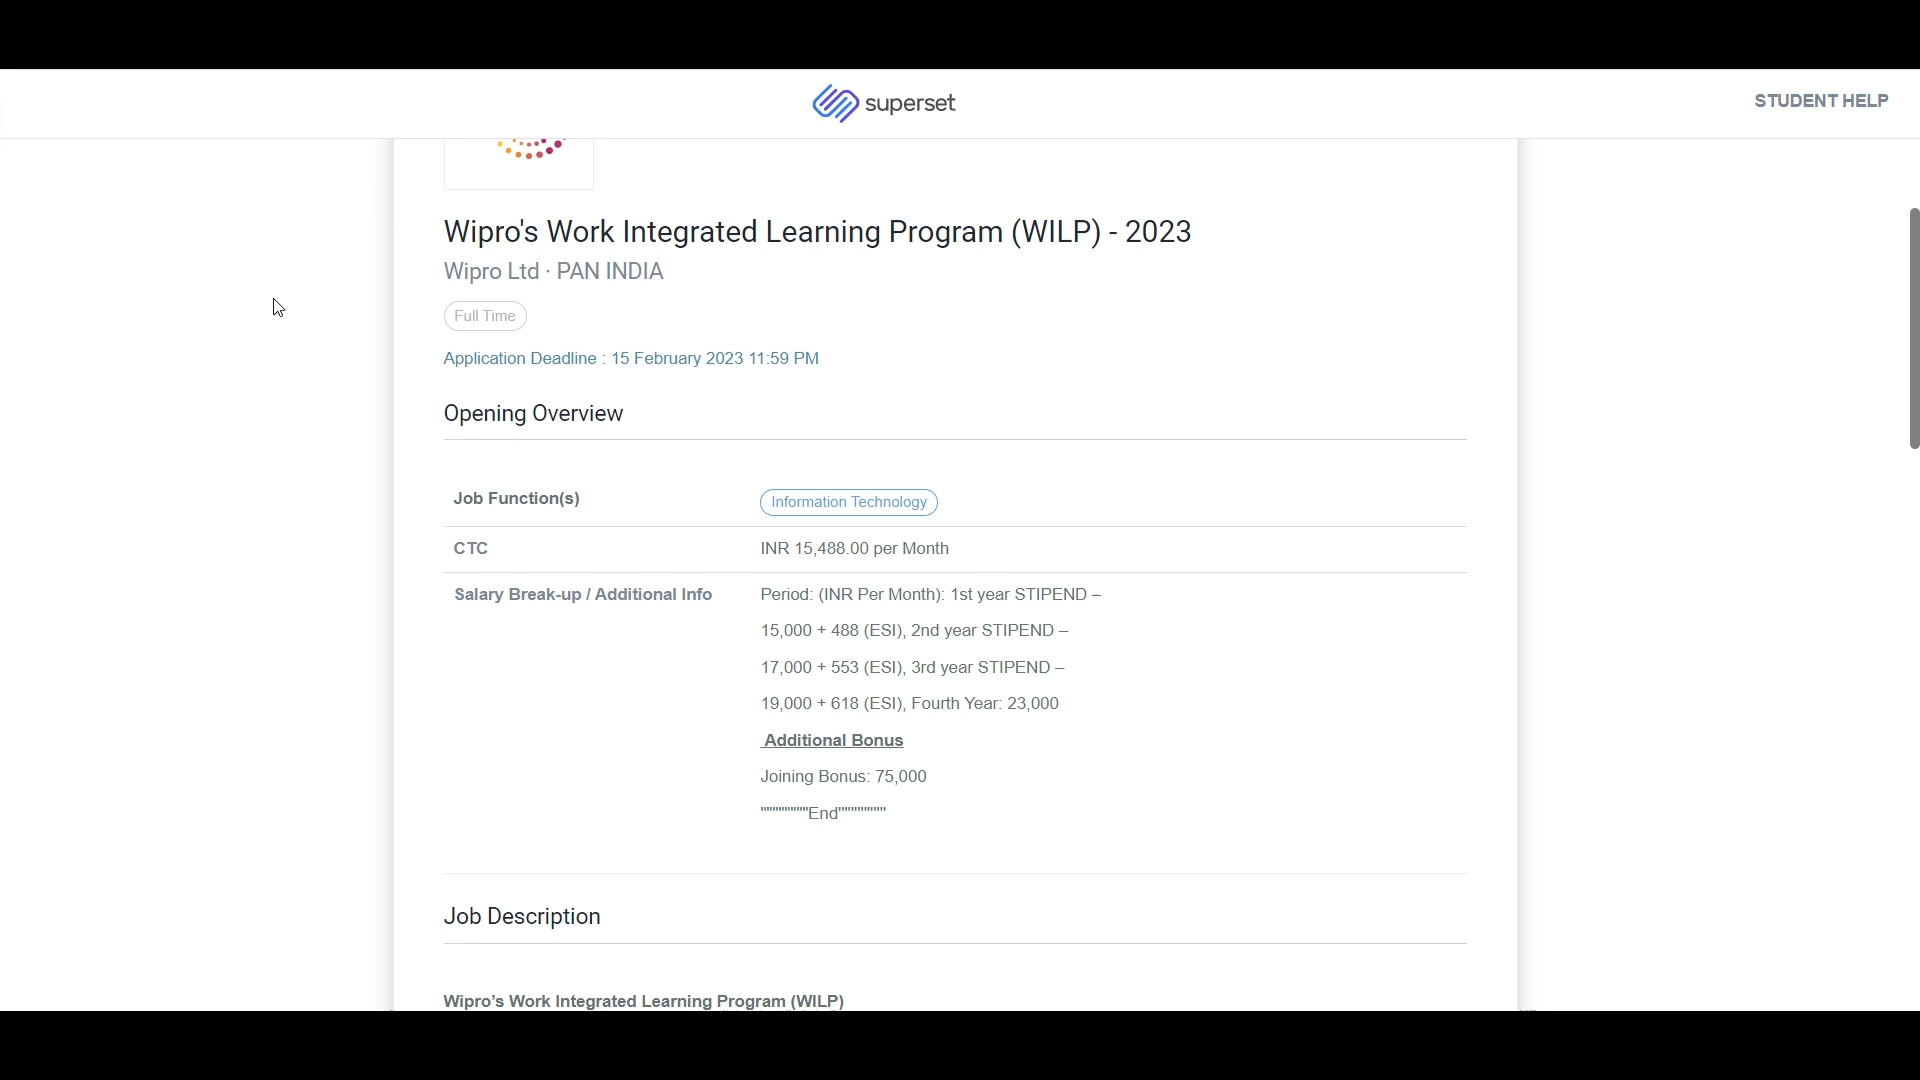 superset
STUDENT HELP
Wipro's Work Integrated Learning Program (WILP) - 2023
Wipro Ltd · PAN INDIA
Full Time
Application Deadline : 15 February 2023 11:59 PM
Opening Overview
Job Function(s) Information Technology
CTC INR 15,488.00 per Month
Salary Break-up / Additional Info Period: (INR Per Month): 1st year STIPEND –
15,000 + 488 (ESI), 2nd year STIPEND –
17,000 + 553 (ESI), 3rd year STIPEND –
19,000 + 618 (ESI), Fourth Year: 23,000
Additional Bonus
Joining Bonus: 75,000
""""""""End""""""""
Job Description
Wipro’s Work Integrated Learning Program (WILP)